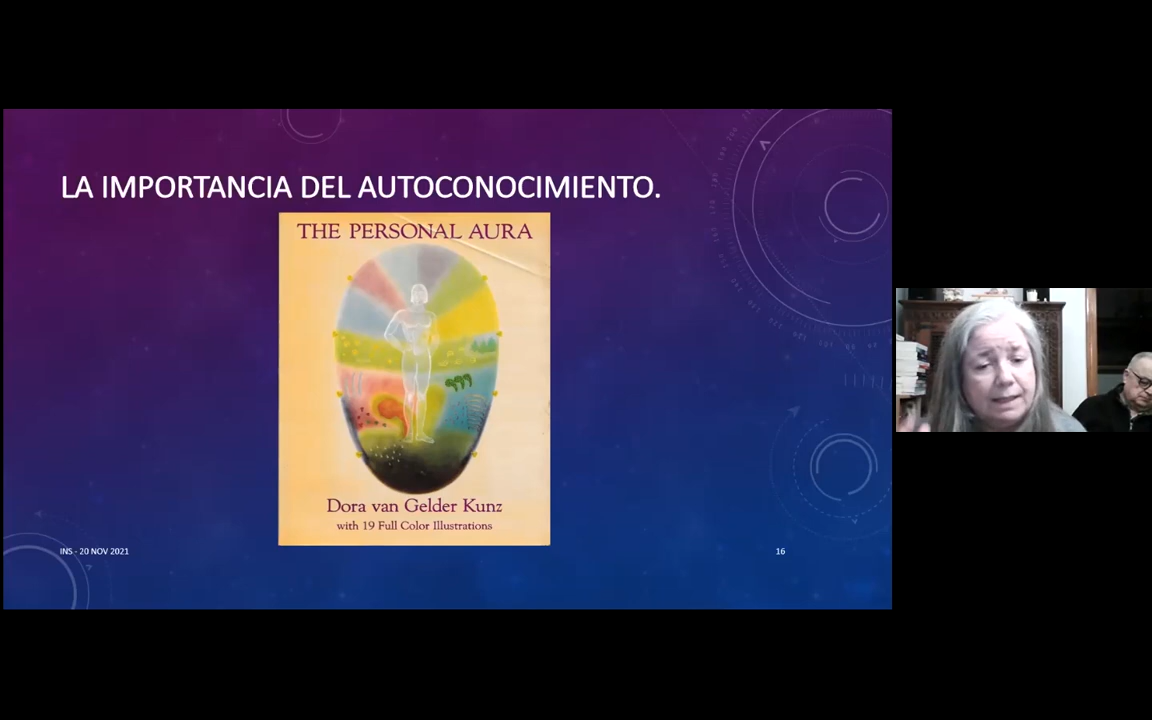 LA IMPORTANCIA DEL AUTOCONOCIMIENTO.
THE PERSONAL AURA
Dora van Gelder Kunz
with 19 Full Color Illustrations
INS - 20 NOV 2021
16